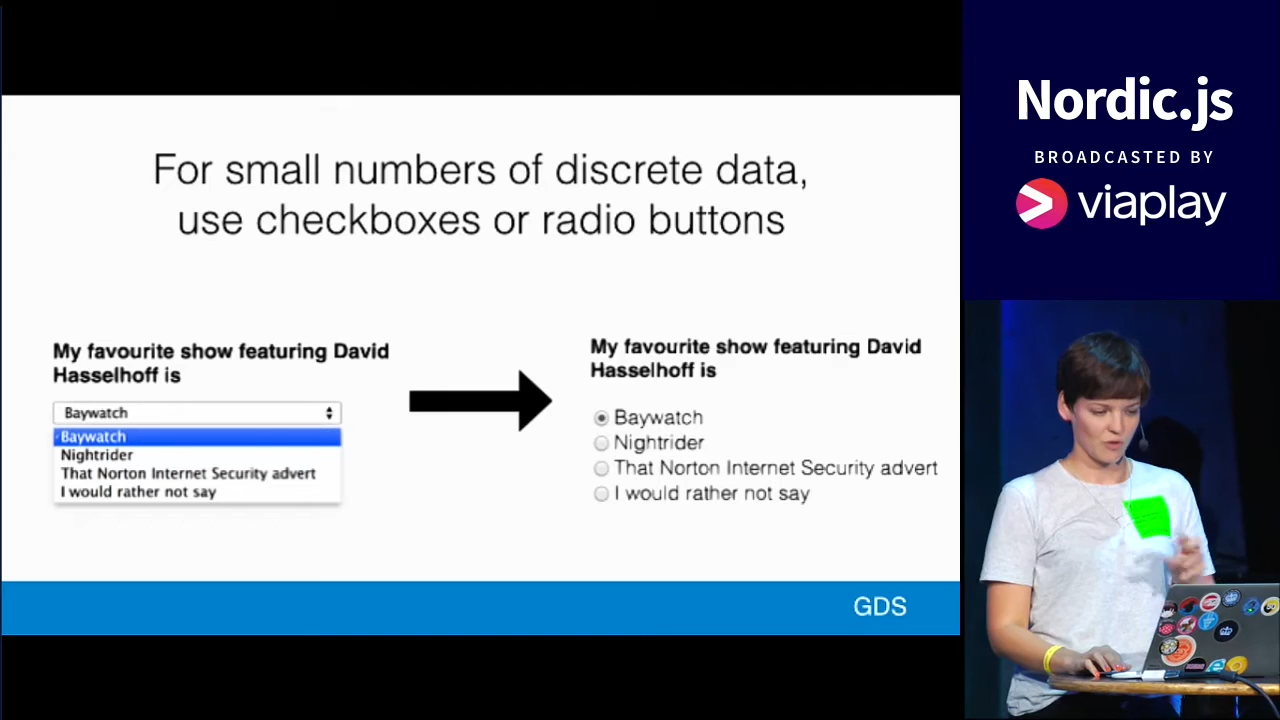 For small numbers of discrete data,
use checkboxes or radio buttons
My favourite show featuring David
Hasselhoff is
Baywatch
Baywatch
Nightrider
That Norton Internet Security advert
I would rather not say
My favourite show featuring David
Hasselhoff is
Baywatch
Nightrider
That Norton Internet Security advert
I would rather not say
GDS
Nordic.js
BROADCASTED BY
viaplay